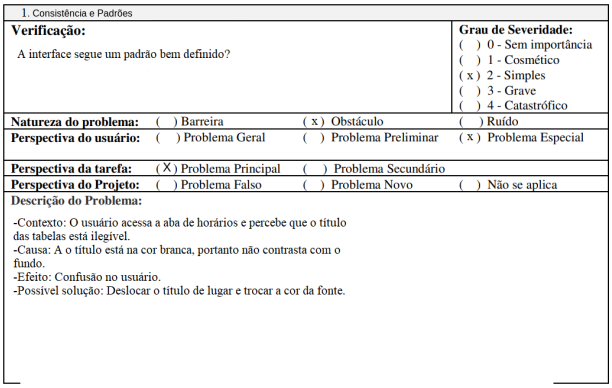 1. Consistência e Padrões
Verificação:
A interface segue um padrão bem definido?
Grau de Severidade:
( ) 0 - Sem importância
( ) 1 - Cosmético
( x ) 2 - Simples
( ) 3 - Grave
( ) 4 - Catastrófico
Natureza do problema: ( ) Barreira ( x ) Obstáculo ( ) Ruído
Perspectiva do usuário: ( ) Problema Geral ( ) Problema Preliminar ( x ) Problema Especial
Perspectiva da tarefa: ( X ) Problema Principal ( ) Problema Secundário
Perspectiva do Projeto: ( ) Problema Falso ( ) Problema Novo ( ) Não se aplica
Descrição do Problema:
-Contexto: O usuário acessa a aba de horários e percebe que o título
das tabelas está ilegível.
-Causa: A o título está na cor branca, portanto não contrasta com o
fundo.
-Efeito: Confusão no usuário.
-Possível solução: Deslocar o título de lugar e trocar a cor da fonte.